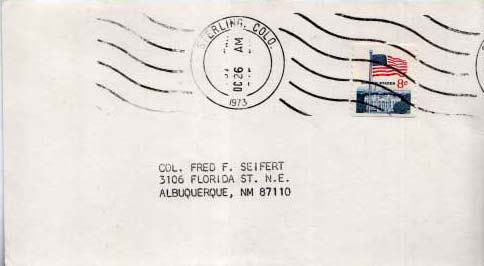 STERLING, COLO.
AM
OC 26
1973
8c
COL. FRED F. SEIFERT
3106 FLORIDA ST. N.E.
ALBUQUERQUE, NM 87110